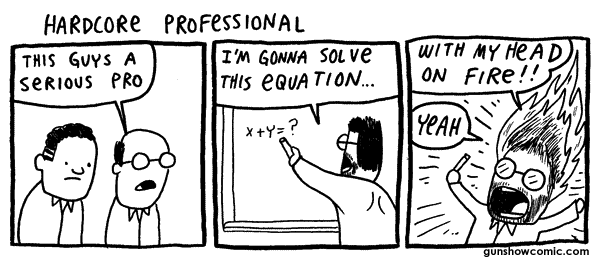 HARDCORE PROFESSIONAL
THIS GUYS A
SERIOUS PRO
I'M GONNA SOLVE
THIS EQUATION...
X+Y=?
WITH MY HEAD
ON FIRE!!
YEAH
gunshowcomic.com